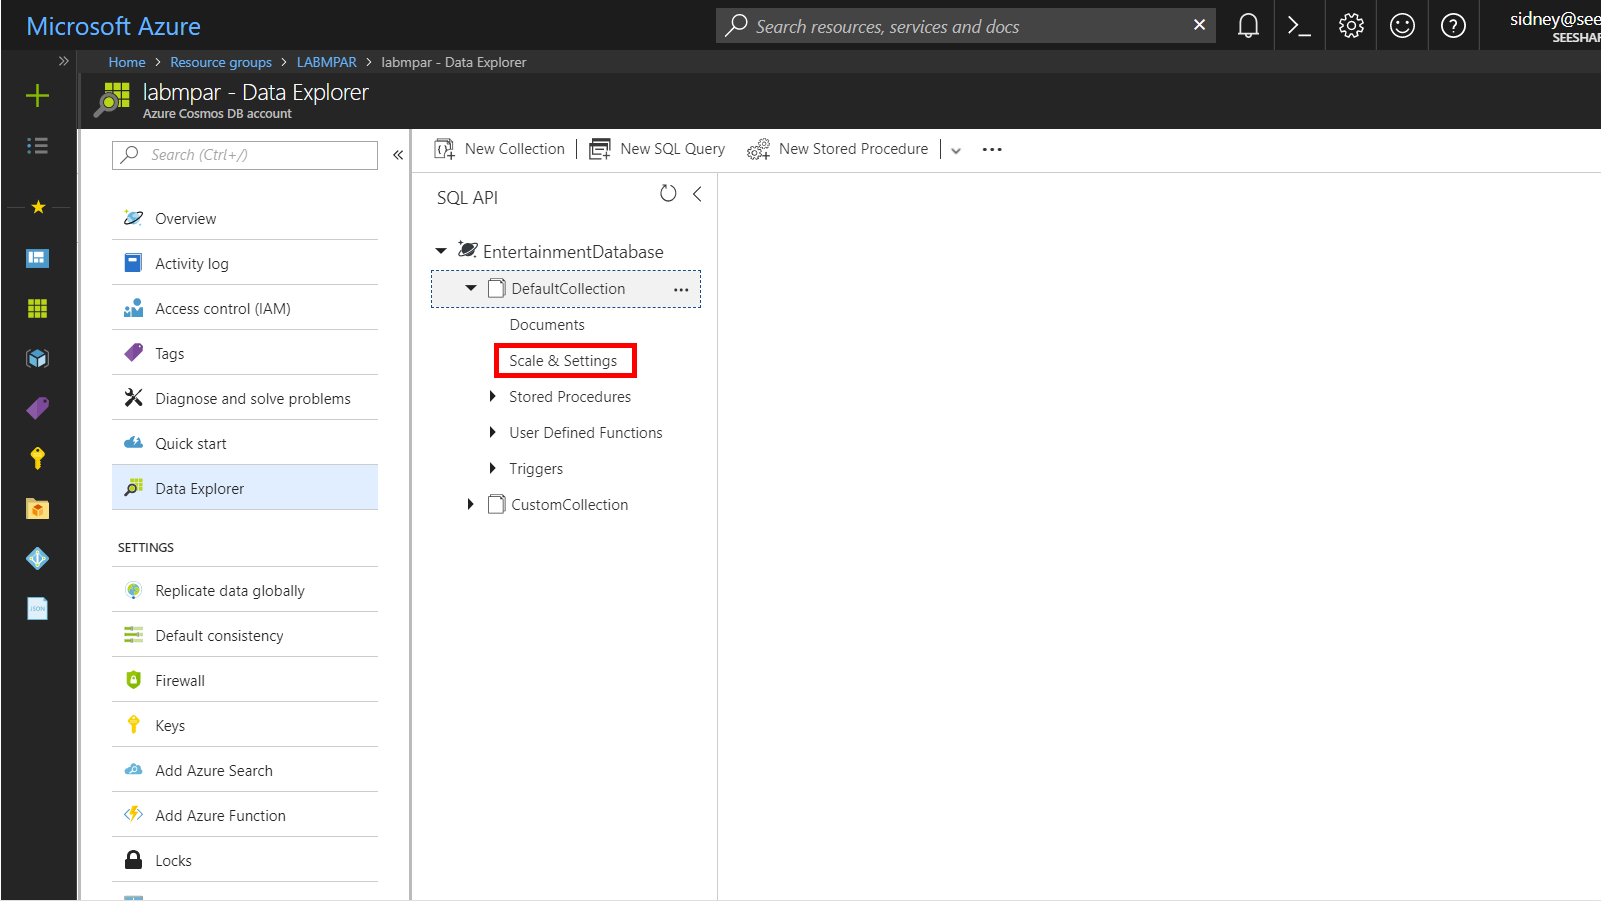 Microsoft Azure
Search resources, services and docs
sidney@see
SEESHAR
Home > Resource groups > LABMPAR > labmpar - Data Explorer
labmpar - Data Explorer
Azure Cosmos DB account
Search (Ctrl+/)
Overview
Activity log
Access control (IAM)
Tags
Diagnose and solve problems
Quick start
Data Explorer
SETTINGS
Replicate data globally
Default consistency
Firewall
Keys
Add Azure Search
Add Azure Function
Locks
New Collection
New SQL Query
New Stored Procedure
SQL API
EntertainmentDatabase
DefaultCollection
Documents
Scale & Settings
Stored Procedures
User Defined Functions
Triggers
CustomCollection
JSON